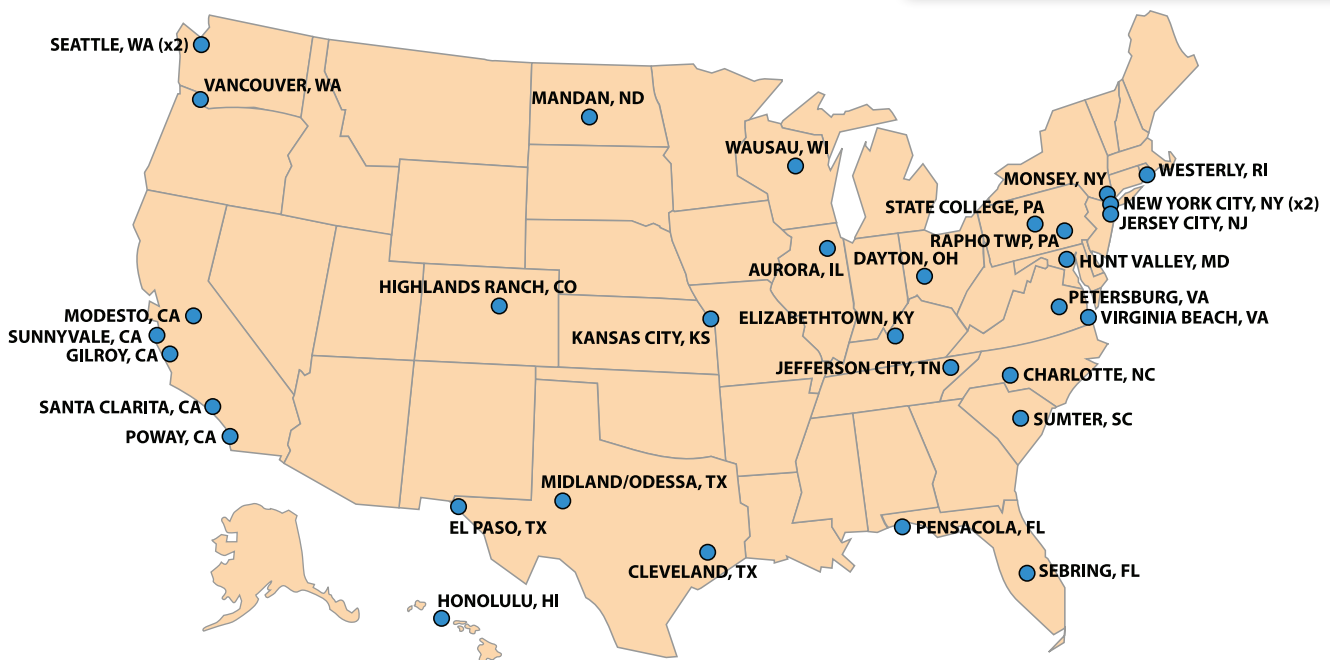 SEATTLE, WA (x2)
VANCOUVER, WA
MANDAN, ND
WAUSAU, WI
WESTERLY, RI
MONSEY, NY
NEW YORK CITY, NY (x2)
STATE COLLEGE, PA
JERSEY CITY, NJ
RAPHO TWP, PA
DAYTON, OH
HUNT VALLEY, MD
AURORA, IL
HIGHLANDS RANCH, CO
PETERSBURG, VA
MODESTO, CA
ELIZABETHTOWN, KY
VIRGINIA BEACH, VA
SUNNYVALE, CA
KANSAS CITY, KS
GILROY, CA
JEFFERSON CITY, TN
CHARLOTTE, NC
SANTA CLARITA, CA
SUMTER, SC
POWAY, CA
MIDLAND/ODESSA, TX
EL PASO, TX
PENSACOLA, FL
CLEVELAND, TX
SEBRING, FL
HONOLULU, HI